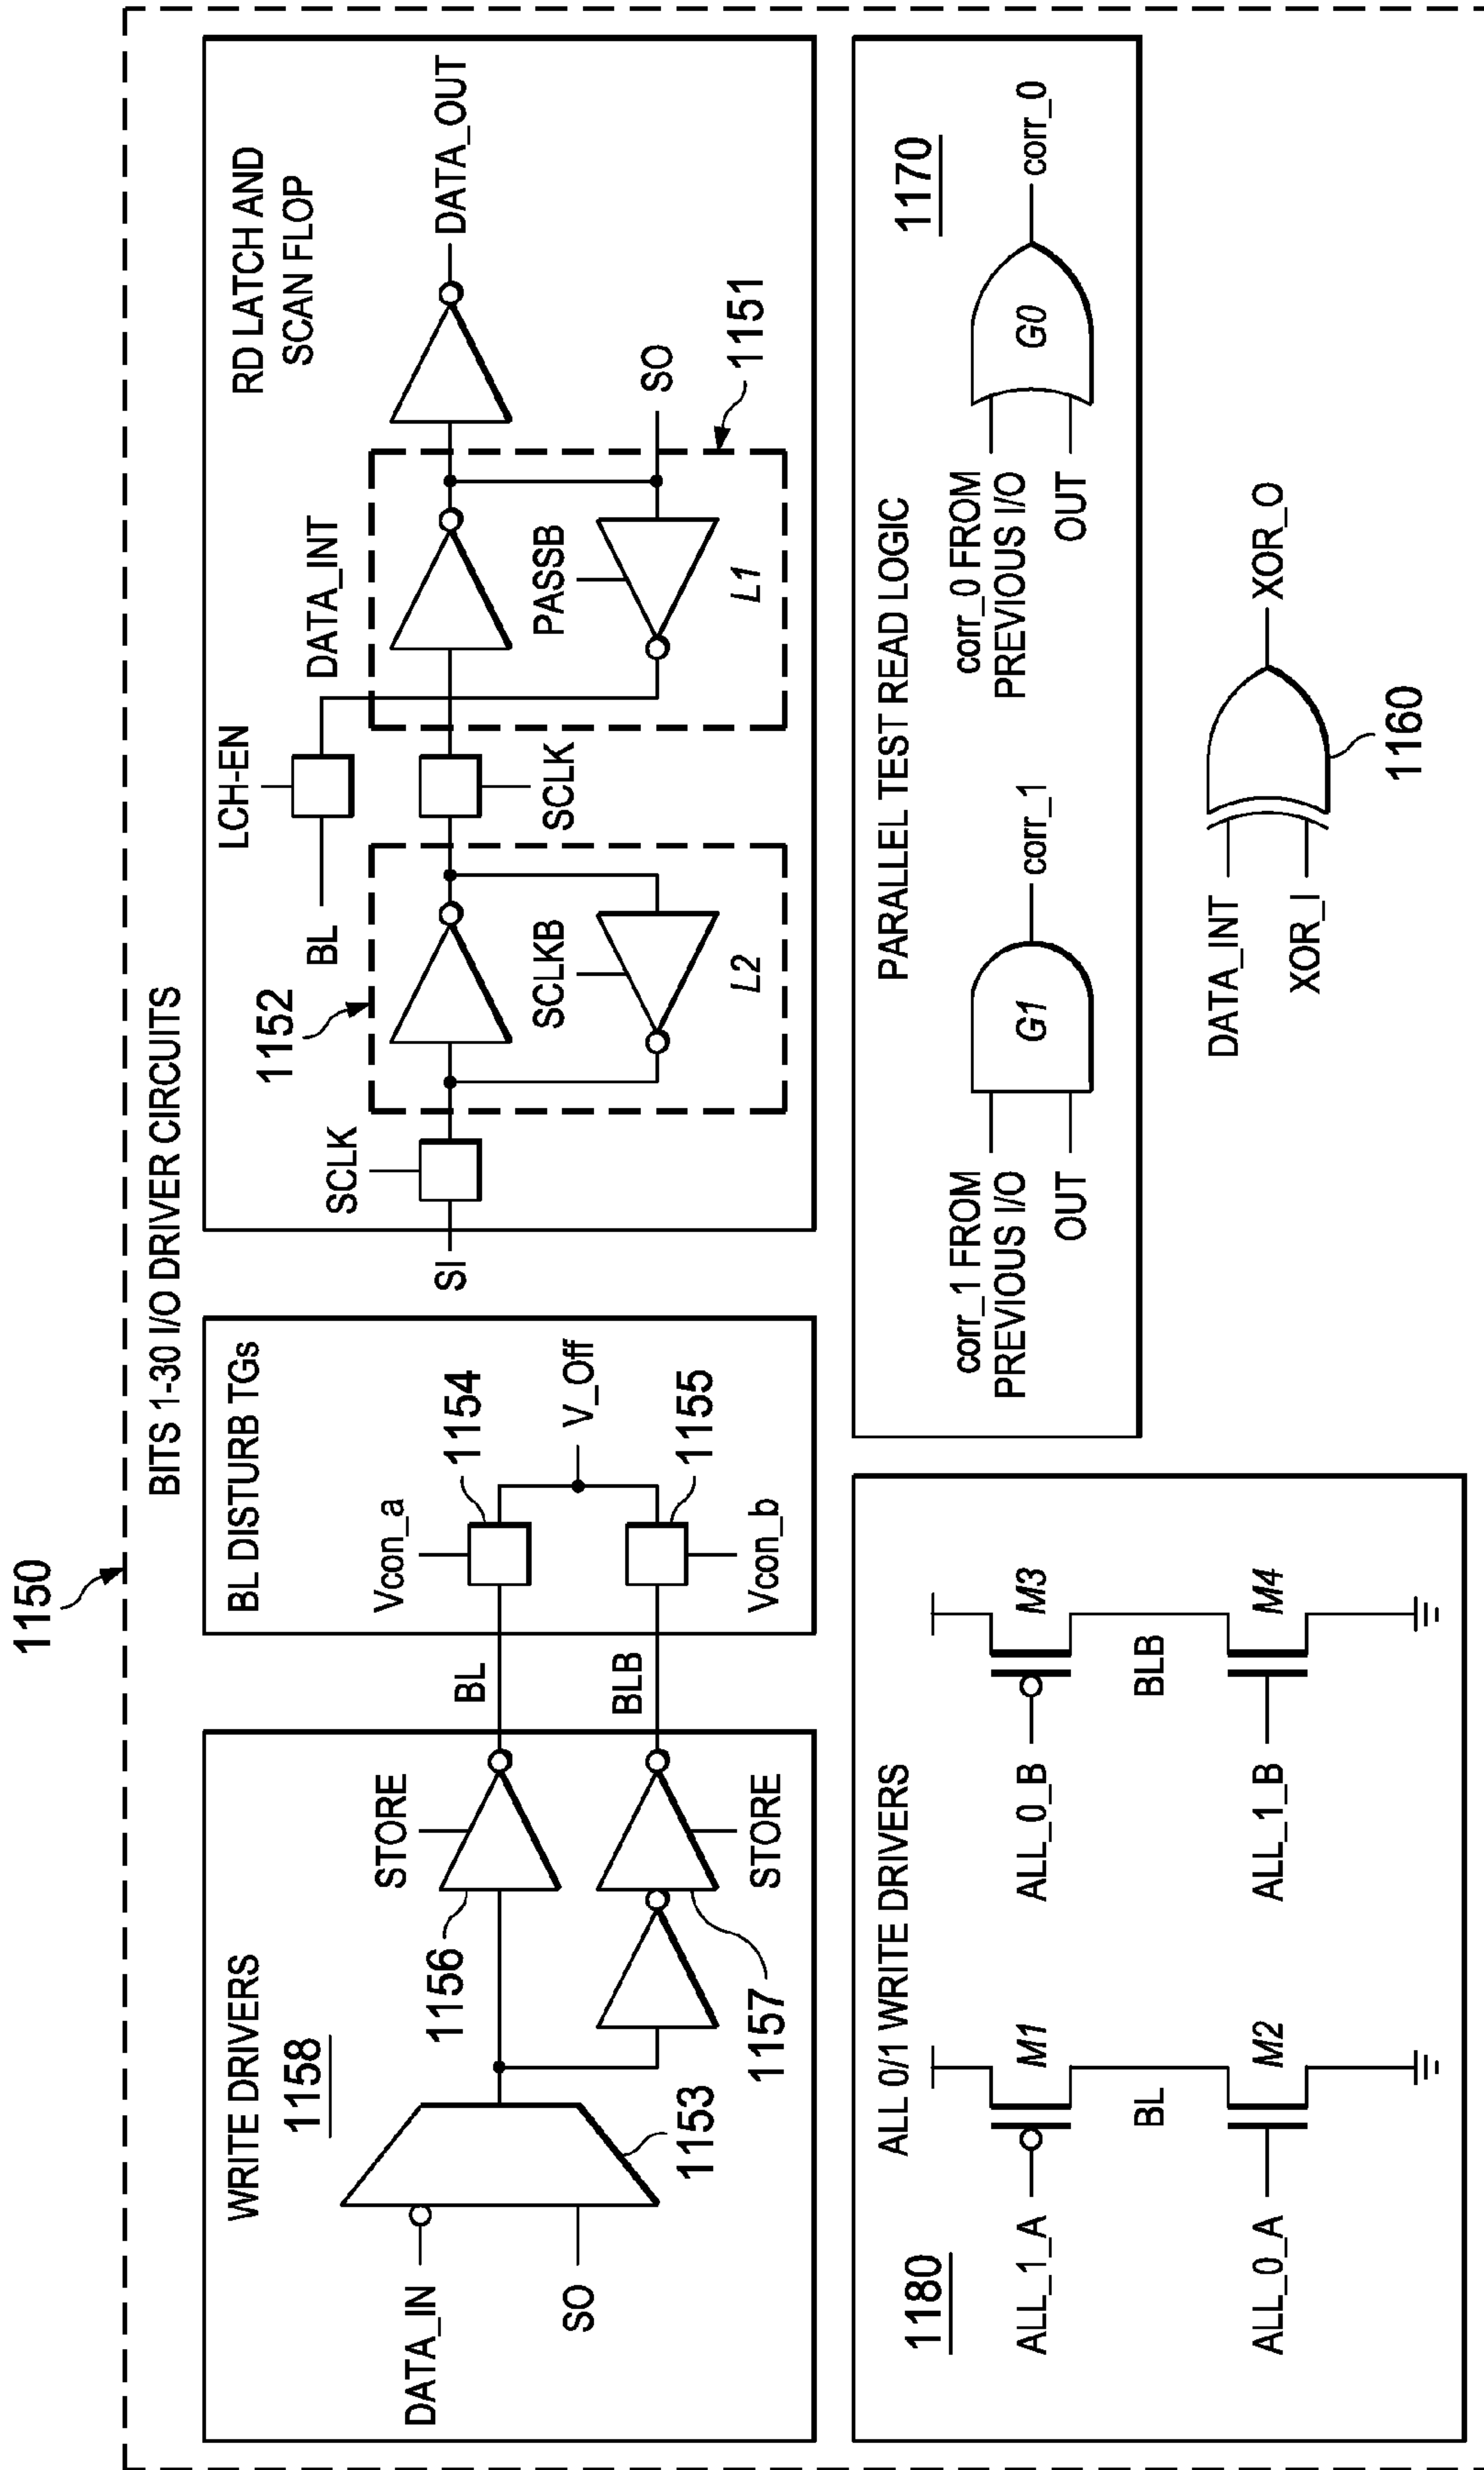 1150
BITS 1-30 I/O DRIVER CIRCUITS
WRITE DRIVERS
1158
DATA_IN
SO
1153
1156
STORE
1157
STORE
BL
BLB
BL DISTURB TGs
Vcon_a
1154
V_Off
1155
Vcon_b
RD LATCH AND
SCAN FLOP
SI
SCLK
1152
SCLKB
L2
BL
LCH-EN
SCLK
DATA_INT
PASSB
L1
SO
1151
DATA_OUT
ALL 0/1 WRITE DRIVERS
1180
ALL_1_A
M1
BL
ALL_0_A
M2
ALL_0_B
M3
BLB
ALL_1_B
M4
PARALLEL TEST READ LOGIC
1170
corr_1 FROM
PREVIOUS I/O
OUT
G1
corr_1
corr_0 FROM
PREVIOUS I/O
OUT
G0
corr_0
DATA_INT
XOR_I
XOR_O
1160